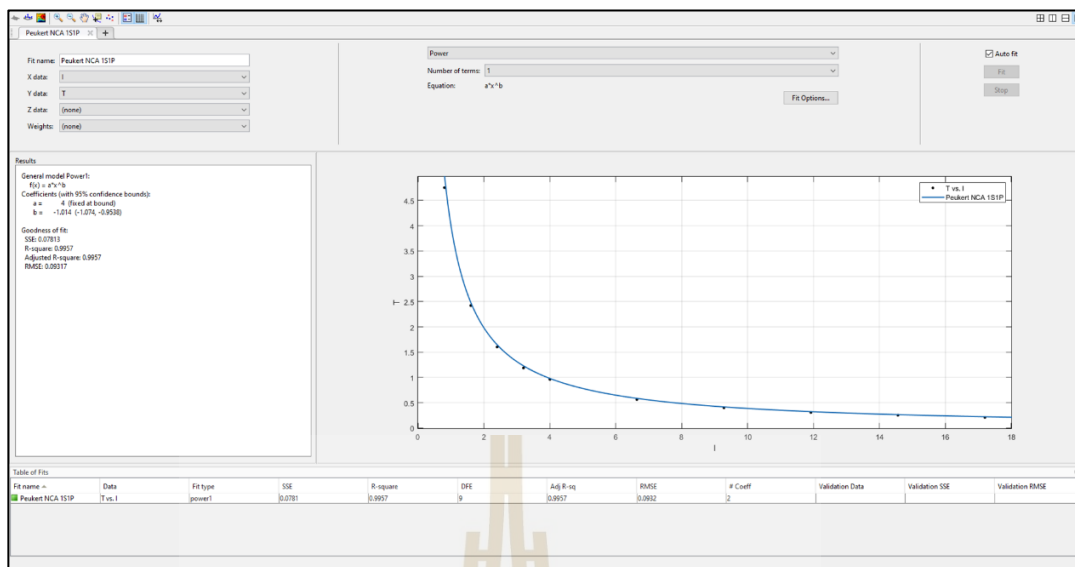 Peukert NCA 1S1P
Fit name: Peukert NCA 1S1P
X data: I
Y data: T
Z data: (none)
Weights: (none)
Power
Number of terms: 1
Equation: a*x^b
Fit Options...
Auto fit
Fit
Stop
Results
General model Power1:
f(x) = a*x^b
Coefficients (with 95% confidence bounds):
a = 4 (fixed at bound)
b = -1.014 (-1.074, -0.9538)
Goodness of fit:
SSE: 0.07813
R-square: 0.9957
Adjusted R-square: 0.9957
RMSE: 0.09317
T vs. I
Peukert NCA 1S1P
4.5
4
3.5
3
2.5
2
1.5
1
0.5
0
T
0 2 4 6 8 10 12 14 16 18
I
Table of Fits
Fit name Data Fit type SSE R-square DFE Adj R-sq RMSE # Coeff Validation Data Validation SSE Validation RMSE
Peukert NCA 1S1P T vs. I power1 0.0781 0.9957 9 0.9957 0.0932 2